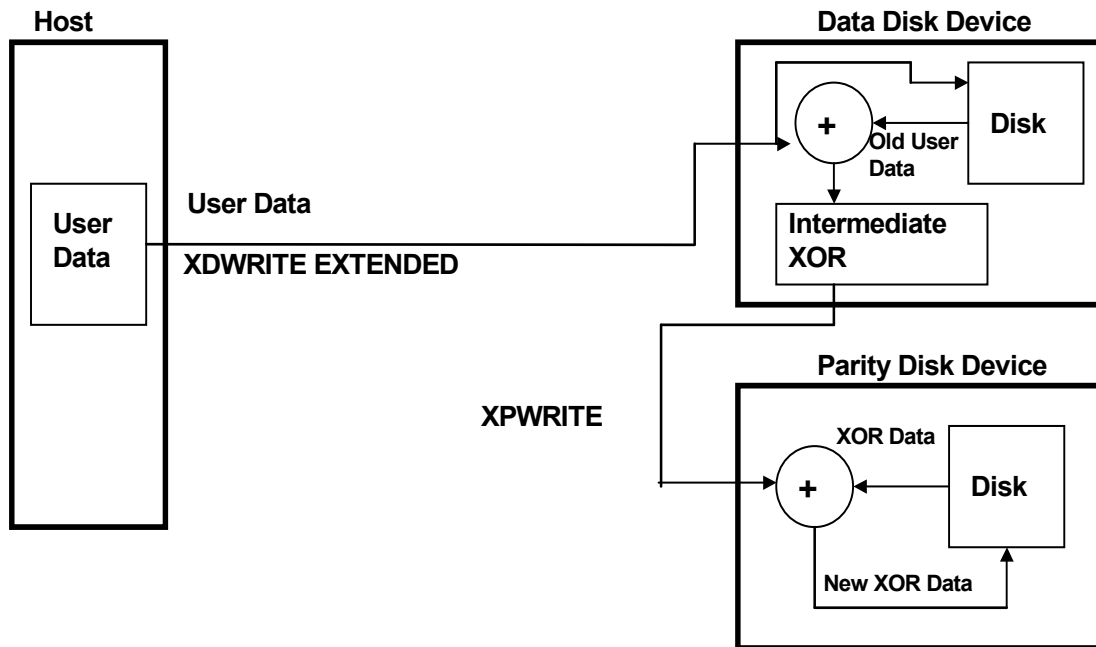 Host
Data Disk Device
User
Data
User Data
XDWRITE EXTENDED
+
Old User
Data
Disk
Intermediate
XOR
XPWRITE
Parity Disk Device
XOR Data
+
Disk
New XOR Data